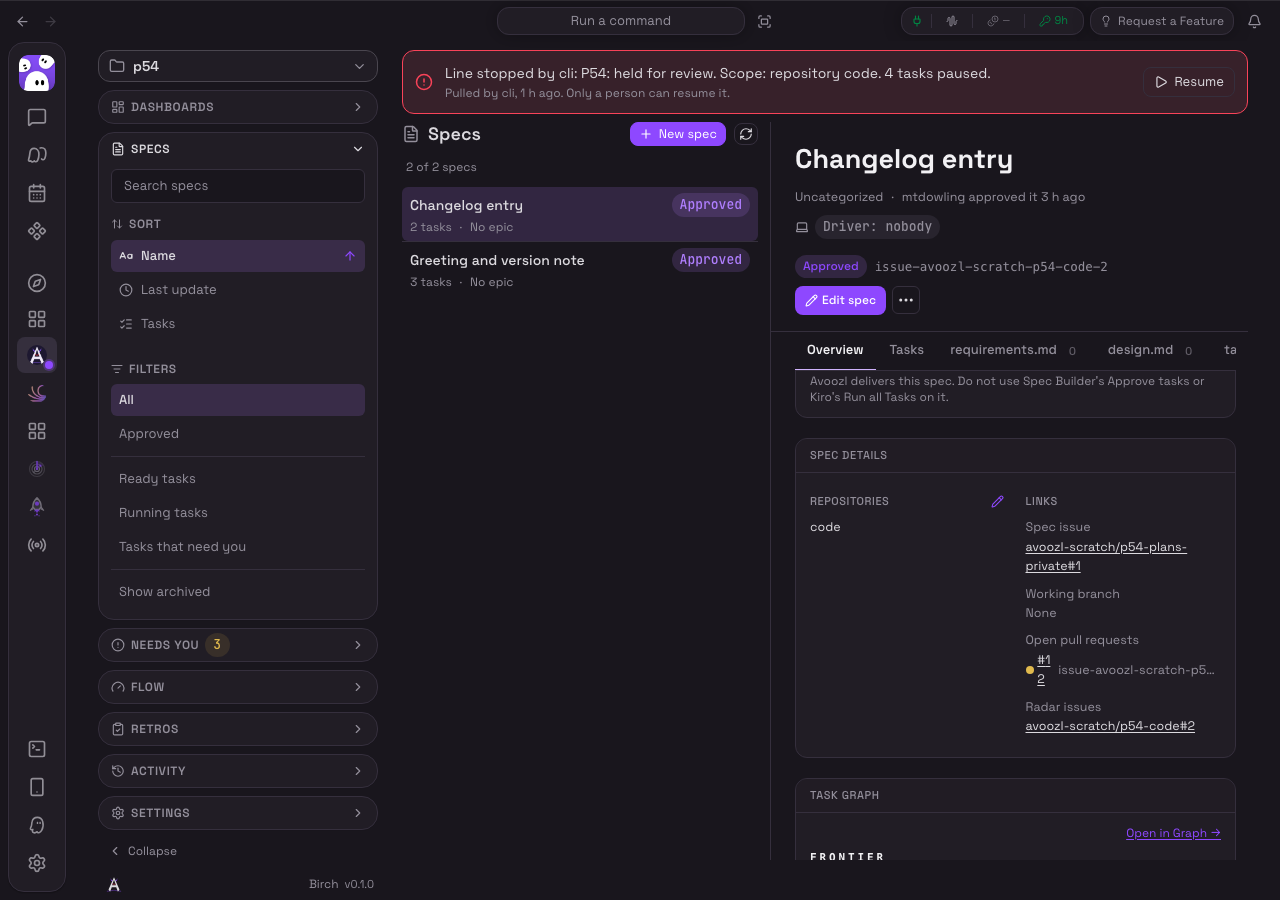 Run a command
– 9h
Request a Feature
p54
DASHBOARDS
SPECS
Search specs
SORT
Aa Name
Last update
Tasks
FILTERS
All
Approved
Ready tasks
Running tasks
Tasks that need you
Show archived
NEEDS YOU 3
FLOW
RETROS
ACTIVITY
SETTINGS
Collapse
A Birch v0.1.0
Line stopped by cli: P54: held for review. Scope: repository code. 4 tasks paused.
Pulled by cli, 1 h ago. Only a person can resume it.
Resume
Specs
New spec
2 of 2 specs
Changelog entry Approved
2 tasks · No epic
Greeting and version note Approved
3 tasks · No epic
Changelog entry
Uncategorized · mtdowling approved it 3 h ago
Driver: nobody
Approved issue-avoozl-scratch-p54-code-2
Edit spec
Overview Tasks requirements.md 0 design.md 0 ta
Avoozl delivers this spec. Do not use Spec Builder's Approve tasks or
Kiro's Run all Tasks on it.
SPEC DETAILS
REPOSITORIES
code
LINKS
Spec issue
avoozl-scratch/p54-plans-
private#1
Working branch
None
Open pull requests
#1
2
issue-avoozl-scratch-p5...
Radar issues
avoozl-scratch/p54-code#2
TASK GRAPH
Open in Graph →
FRONTIER